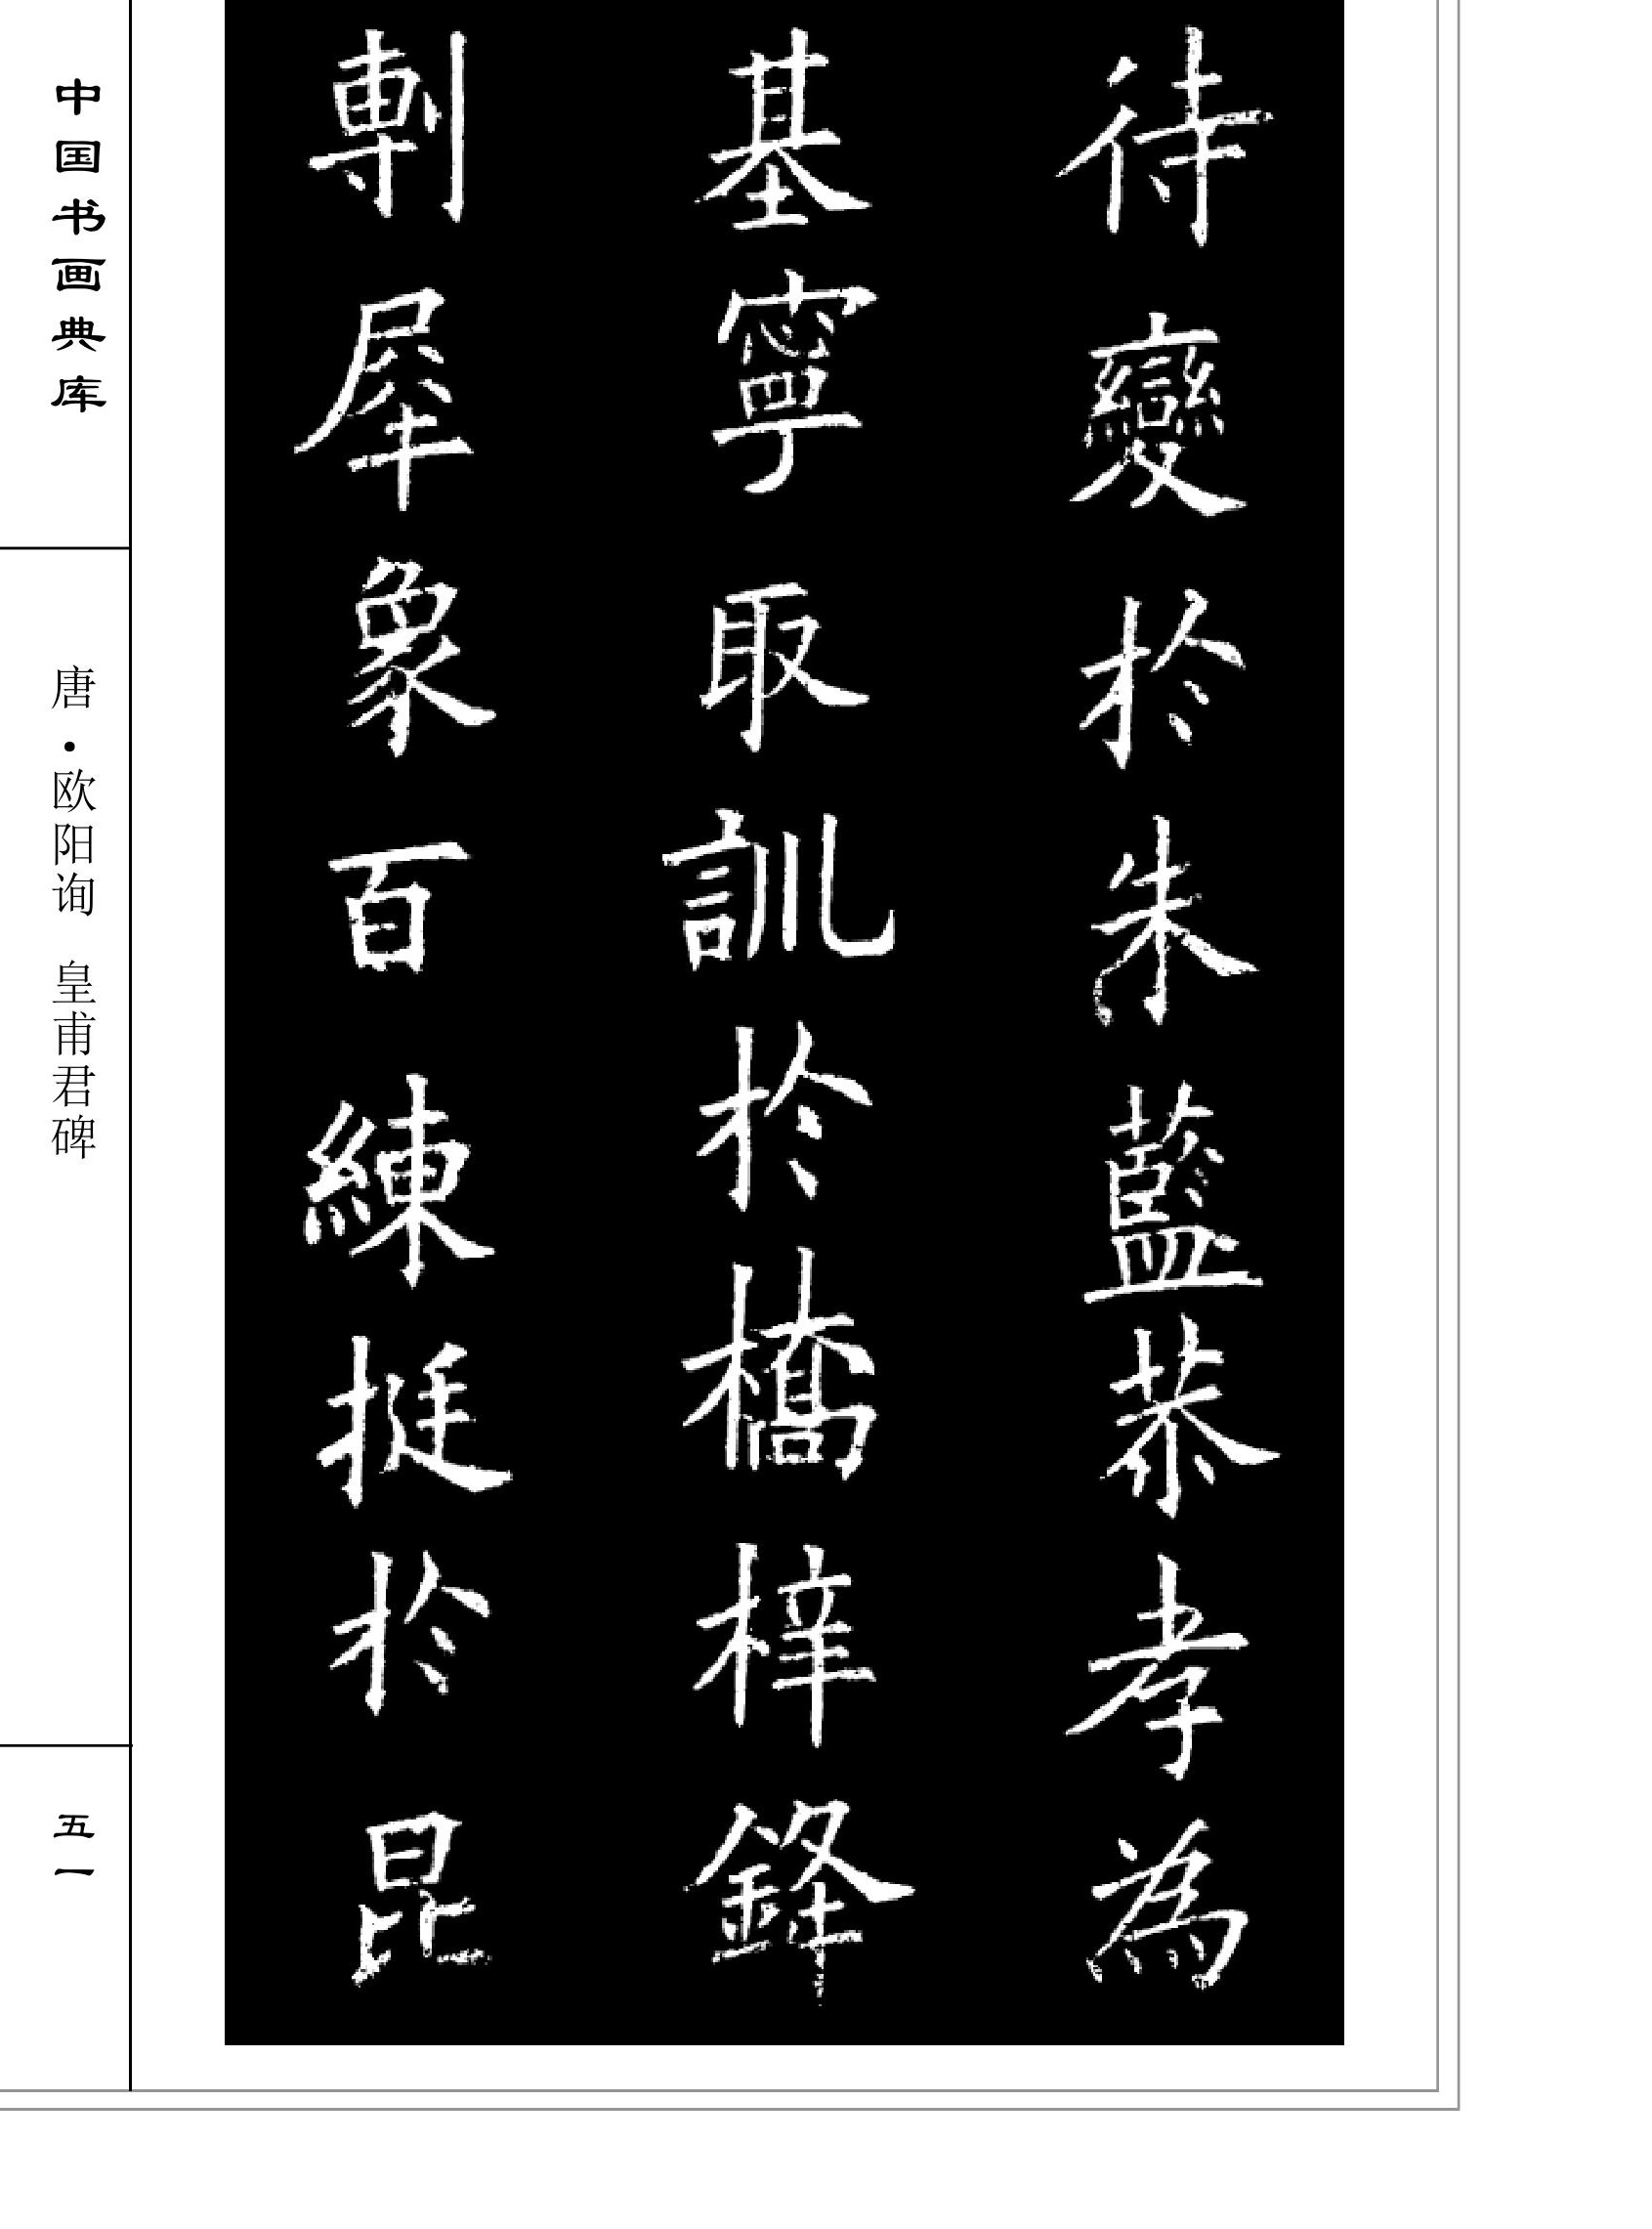 待變於朱藍恭孝為
基寧取訓於橋梓鋒
剸犀象百練挺於昆
中国书画典库
唐·欧阳询 皇甫君碑
五一